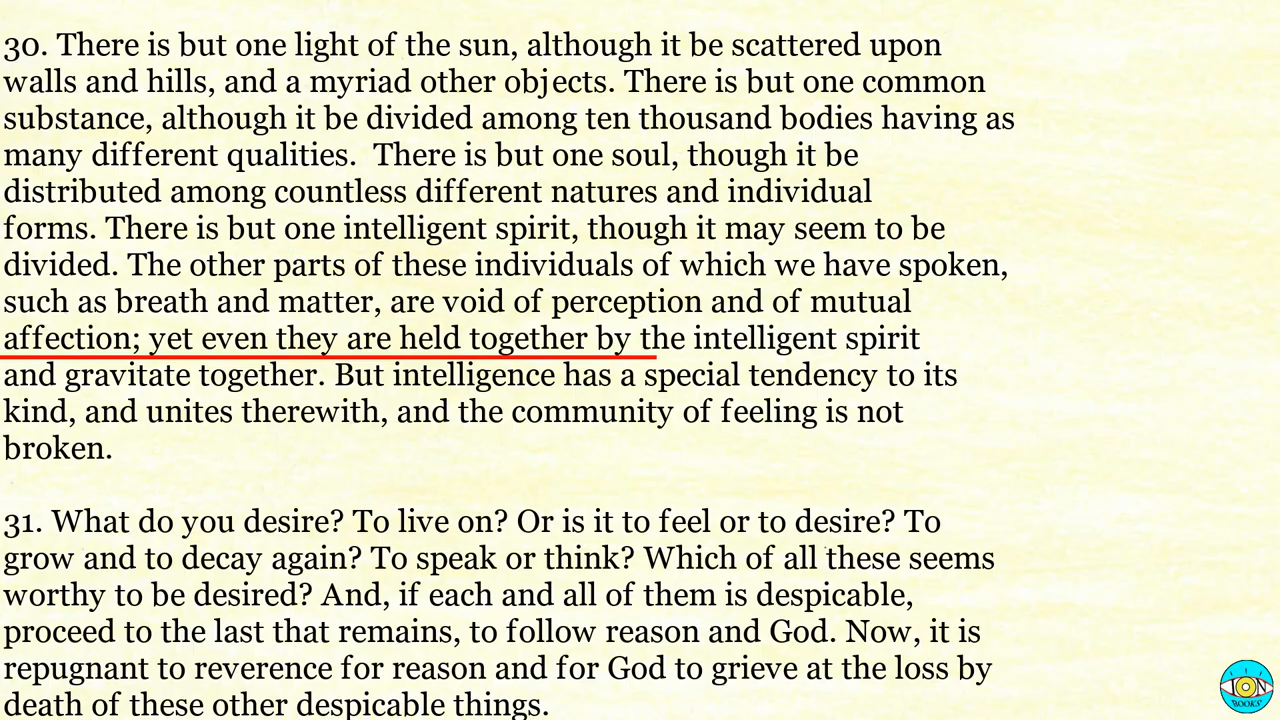 30. There is but one light of the sun, although it be scattered upon
walls and hills, and a myriad other objects. There is but one common
substance, although it be divided among ten thousand bodies having as
many different qualities.  There is but one soul, though it be
distributed among countless different natures and individual
forms. There is but one intelligent spirit, though it may seem to be
divided. The other parts of these individuals of which we have spoken,
such as breath and matter, are void of perception and of mutual
affection; yet even they are held together by the intelligent spirit
and gravitate together. But intelligence has a special tendency to its
kind, and unites therewith, and the community of feeling is not
broken.
31. What do you desire? To live on? Or is it to feel or to desire? To
grow and to decay again? To speak or think? Which of all these seems
worthy to be desired? And, if each and all of them is despicable,
proceed to the last that remains, to follow reason and God. Now, it is
repugnant to reverence for reason and for God to grieve at the loss by
death of these other despicable things.
ION
BOOKS